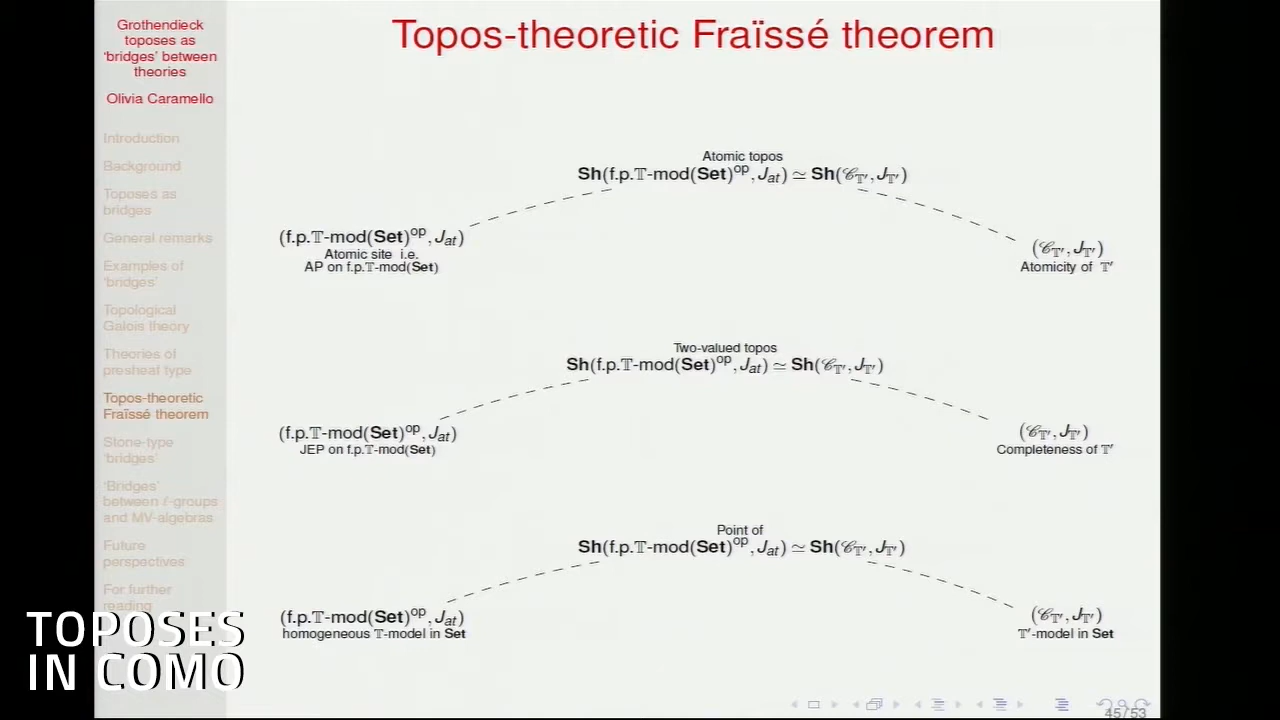 Grothendieck
toposes as
‘bridges’ between
theories
Olivia Caramello
Introduction
Background
Toposes as
bridges
General remarks
Examples of
‘bridges’
Topological
Galois theory
Theories of
presheaf type
Topos-theoretic
Fraïssé theorem
Stone-type
‘bridges’
‘Bridges’
between ℓ-groups
and MV-algebras
Future
perspectives
For further
reading
TOPOSES
IN COMO
Topos-theoretic Fraïssé theorem
Atomic topos
Sh(f.p.𝕋-mod(Set)^op, J_at) ≃ Sh(𝒞_𝕋′, J_𝕋′)
(f.p.𝕋-mod(Set)^op, J_at)
Atomic site i.e.
AP on f.p.𝕋-mod(Set)
(𝒞_𝕋′, J_𝕋′)
Atomicity of 𝕋′
Two-valued topos
Sh(f.p.𝕋-mod(Set)^op, J_at) ≃ Sh(𝒞_𝕋′, J_𝕋′)
(f.p.𝕋-mod(Set)^op, J_at)
JEP on f.p.𝕋-mod(Set)
(𝒞_𝕋′, J_𝕋′)
Completeness of 𝕋′
Point of
Sh(f.p.𝕋-mod(Set)^op, J_at) ≃ Sh(𝒞_𝕋′, J_𝕋′)
(f.p.𝕋-mod(Set)^op, J_at)
homogeneous 𝕋-model in Set
(𝒞_𝕋′, J_𝕋′)
𝕋′-model in Set
45/53